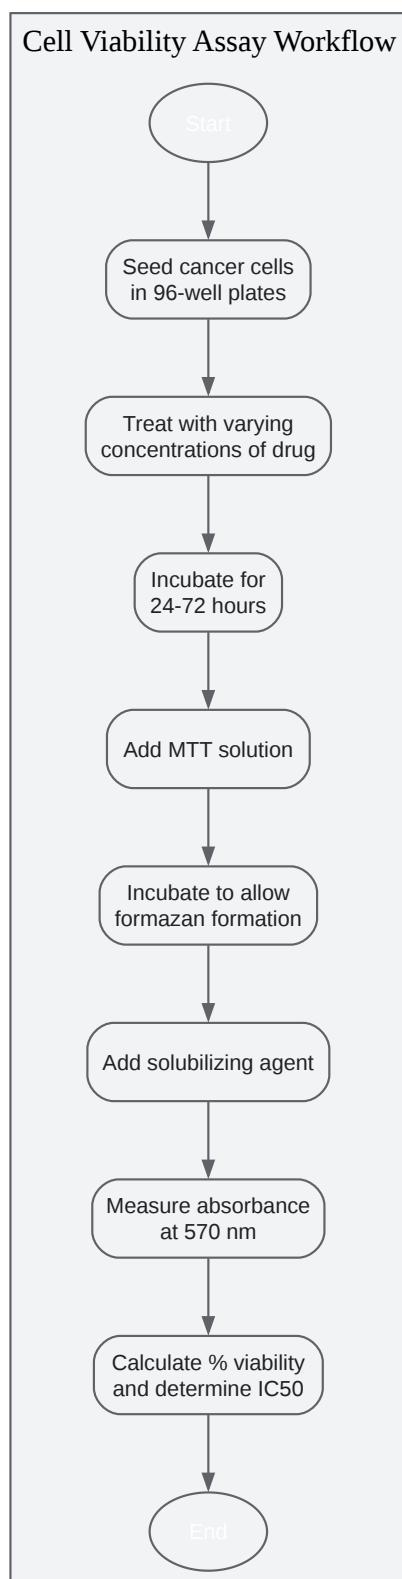 Cell Viability Assay Workflow
Start
Seed cancer cells
in 96-well plates
Treat with varying
concentrations of drug
Incubate for
24-72 hours
Add MTT solution
Incubate to allow
formazan formation
Add solubilizing agent
Measure absorbance
at 570 nm
Calculate % viability
and determine IC50
End